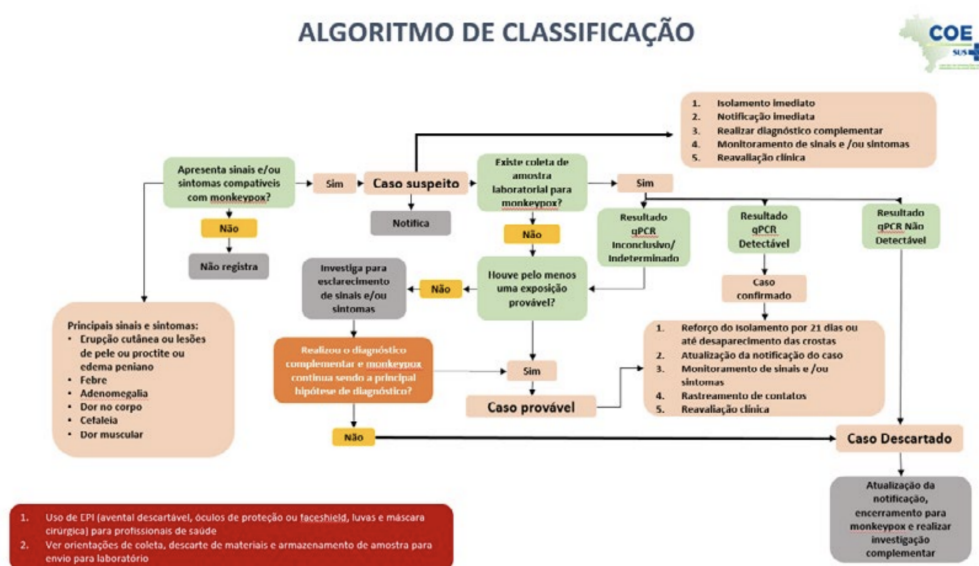 ALGORITMO DE CLASSIFICAÇÃO
COE
SUS
1. Isolamento imediato
2. Notificação imediata
3. Realizar diagnóstico complementar
4. Monitoramento de sinais e /ou sintomas
5. Reavaliação clínica
Apresenta sinais e/ou
sintomas compatíveis
com monkeypox?
Sim
Caso suspeito
Existe coleta de
amostra
laboratorial para
monkeypox?
Sim
Não
Notifica
Não
Não registra
Resultado
qPCR
Inconclusivo/
Indeterminado
Resultado
qPCR
Detectável
Resultado
qPCR Não
Detectável
Investiga para
esclarecimento
de sinais e/ou
sintomas
Não
Houve pelo menos
uma exposição
provável?
Caso
confirmado
Principais sinais e sintomas:
• Erupção cutânea ou lesões
de pele ou proctite ou
edema peniano
• Febre
• Adenomegalia
• Dor no corpo
• Cefaleia
• Dor muscular
Realizou o diagnóstico
complementar e monkeypox
continua sendo a principal
hipótese de diagnóstico?
Sim
Caso provável
1. Reforço do isolamento por 21 dias ou
até desaparecimento das crostas
2. Atualização da notificação do caso
3. Monitoramento de sinais e /ou
sintomas
4. Rastreamento de contatos
5. Reavaliação clínica
Não
Caso Descartado
Atualização da
notificação,
encerramento para
monkeypox e realizar
investigação
complementar
1. Uso de EPI (avental descartável, óculos de proteção ou faceshield, luvas e máscara
cirúrgica) para profissionais de saúde
2. Ver orientações de coleta, descarte de materiais e armazenamento de amostra para
envio para laboratório